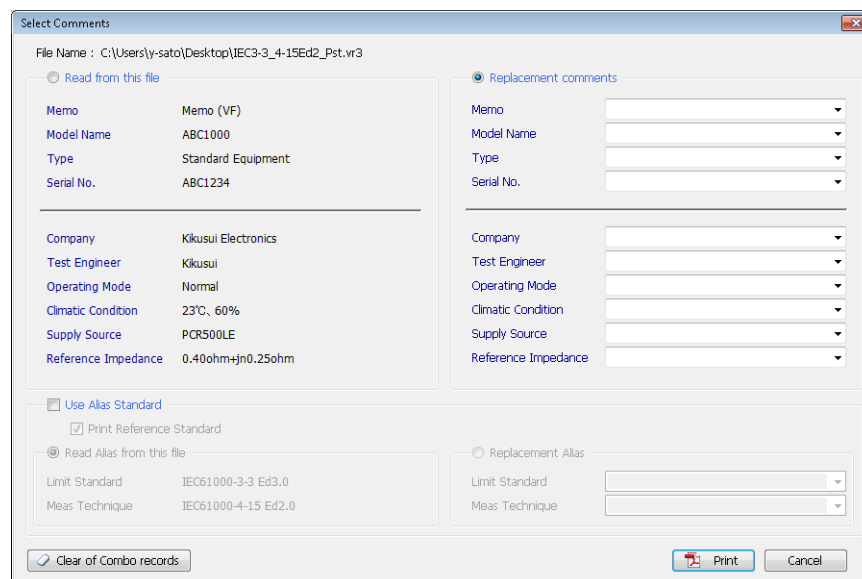 Select Comments
File Name : C:\Users\y-sato\Desktop\IEC3-3_4-15Ed2_Pst.vr3
Read from this file
Memo Memo (VF)
Model Name ABC1000
Type Standard Equipment
Serial No. ABC1234
Company Kikusui Electronics
Test Engineer Kikusui
Operating Mode Normal
Climatic Condition 23℃、60%
Supply Source PCR500LE
Reference Impedance 0.40ohm+jn0.25ohm
Replacement comments
Memo
Model Name
Type
Serial No.
Company
Test Engineer
Operating Mode
Climatic Condition
Supply Source
Reference Impedance
Use Alias Standard
Print Reference Standard
Read Alias from this file
Limit Standard IEC61000-3-3 Ed3.0
Meas Technique IEC61000-4-15 Ed2.0
Replacement Alias
Limit Standard
Meas Technique
Clear of Combo records
Print
Cancel